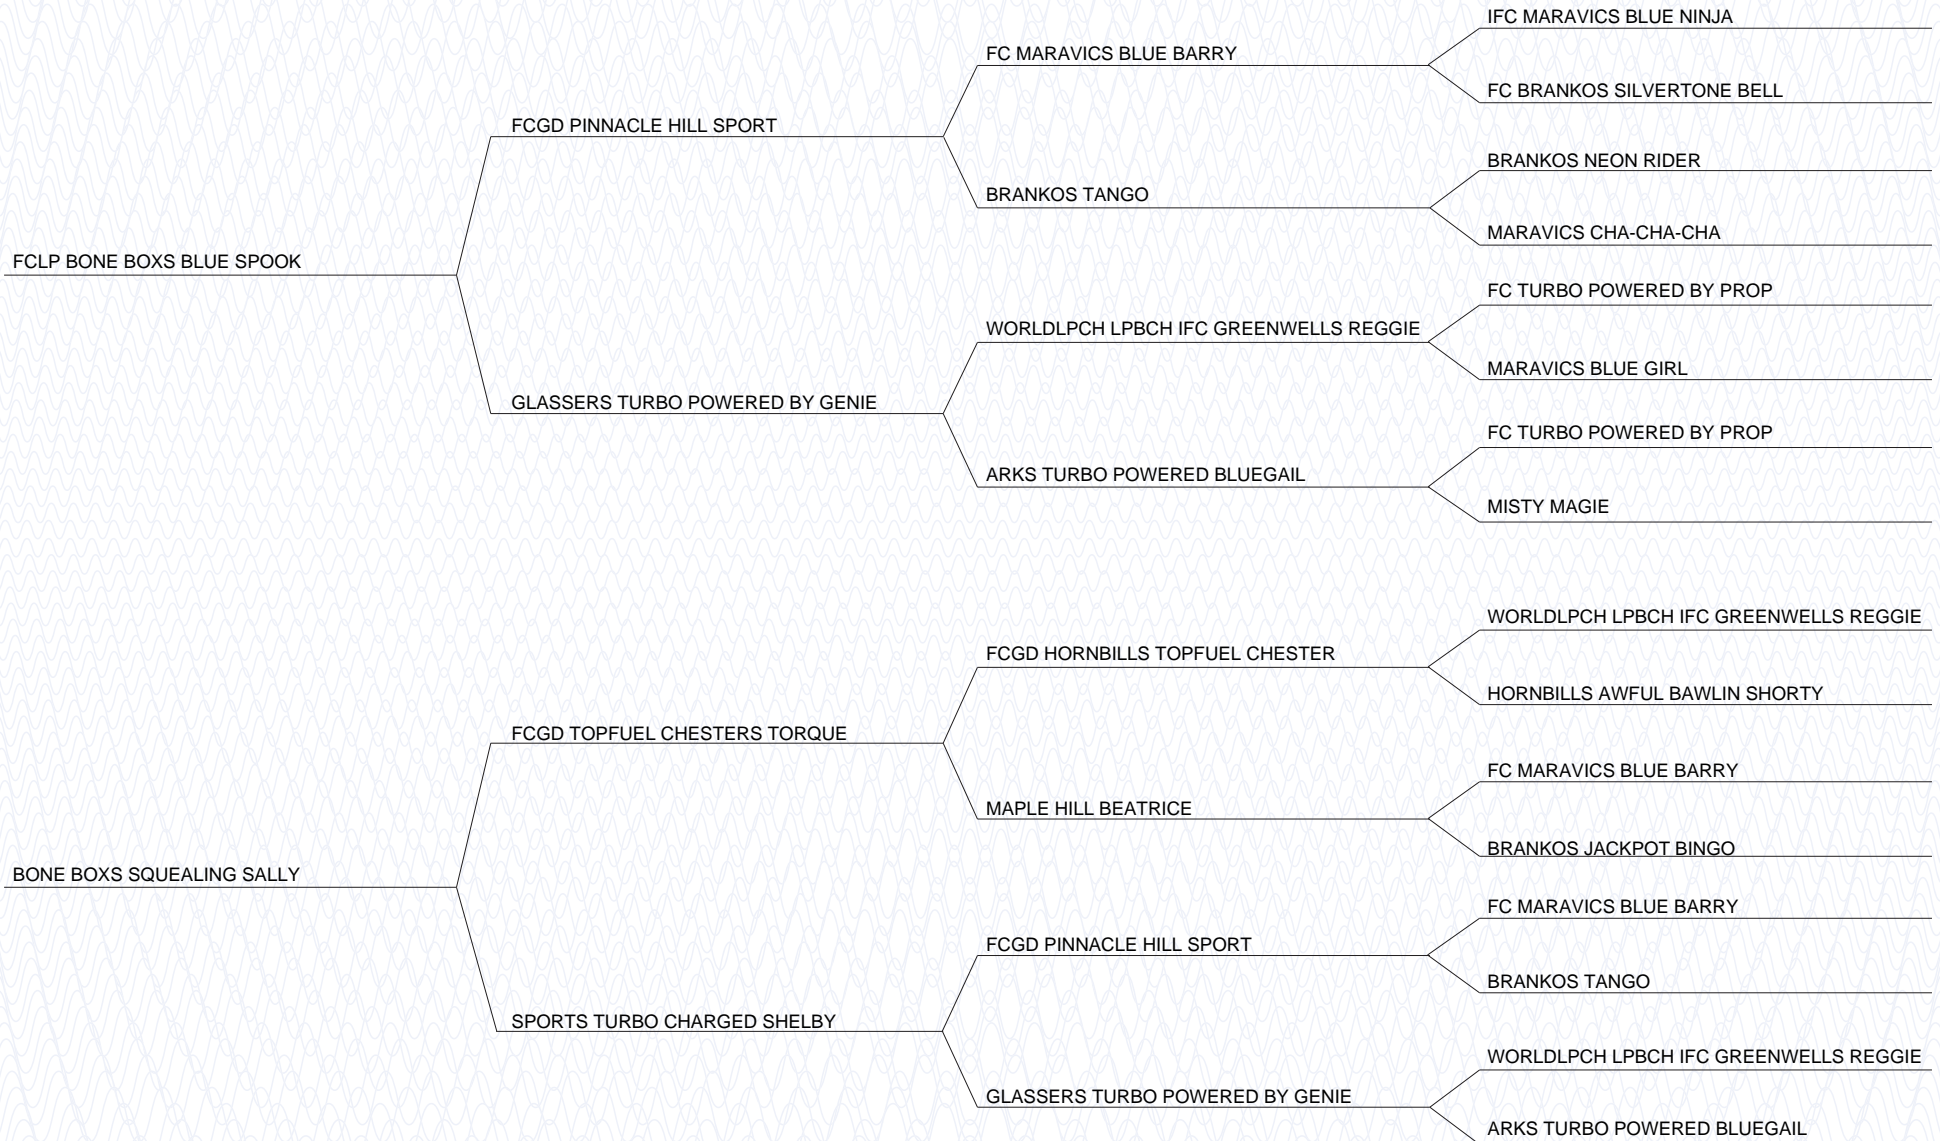 IFC MARAVICS BLUE NINJA
FC MARAVICS BLUE BARRY
FC BRANKOS SILVERTONE BELL
FCGD PINNACLE HILL SPORT
BRANKOS NEON RIDER
BRANKOS TANGO
MARAVICS CHA-CHA-CHA
FCLP BONE BOXS BLUE SPOOK
FC TURBO POWERED BY PROP
WORLDLPCH LPBCH IFC GREENWELLS REGGIE
MARAVICS BLUE GIRL
GLASSERS TURBO POWERED BY GENIE
FC TURBO POWERED BY PROP
ARKS TURBO POWERED BLUEGAIL
MISTY MAGIE
WORLDLPCH LPBCH IFC GREENWELLS REGGIE
FCGD HORNBILLS TOPFUEL CHESTER
HORNBILLS AWFUL BAWLIN SHORTY
FCGD TOPFUEL CHESTERS TORQUE
FC MARAVICS BLUE BARRY
MAPLE HILL BEATRICE
BRANKOS JACKPOT BINGO
BONE BOXS SQUEALING SALLY
FC MARAVICS BLUE BARRY
FCGD PINNACLE HILL SPORT
BRANKOS TANGO
SPORTS TURBO CHARGED SHELBY
WORLDLPCH LPBCH IFC GREENWELLS REGGIE
GLASSERS TURBO POWERED BY GENIE
ARKS TURBO POWERED BLUEGAIL